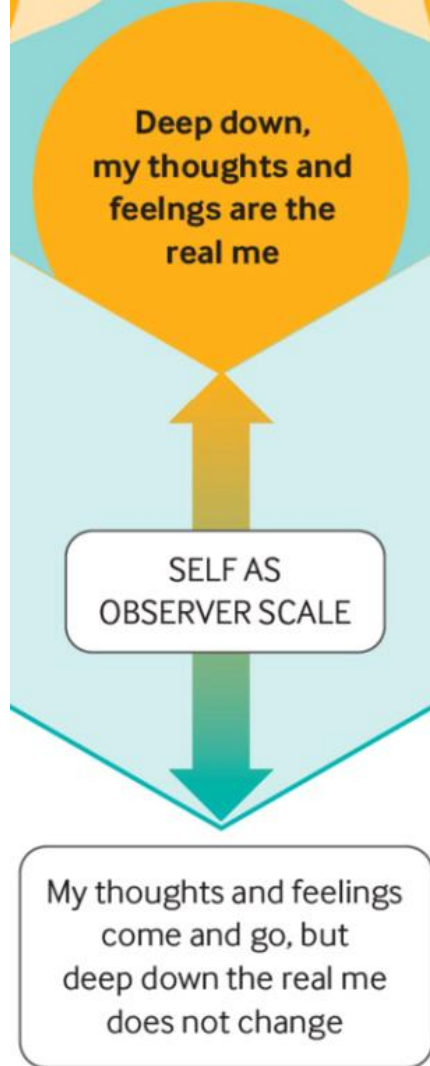 Deep down,
my thoughts and
feelngs are the
real me
SELF AS
OBSERVER SCALE
My thoughts and feelings
come and go, but
deep down the real me
does not change